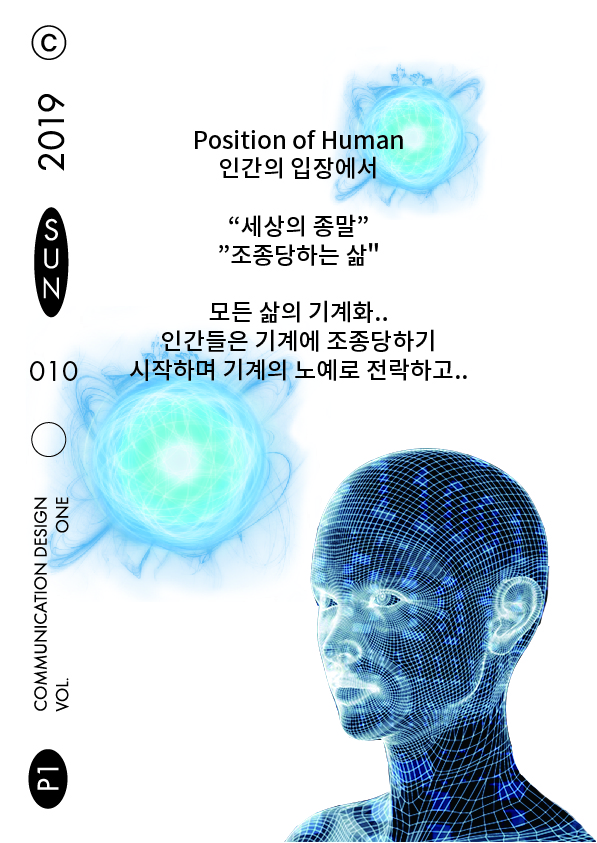 ©
2019
SUN
010
COMMUNICATION DESIGN
VOL. ONE
P1
Position of Human
인간의 입장에서
“세상의 종말”
”조종당하는 삶"
모든 삶의 기계화..
인간들은 기계에 조종당하기
시작하며 기계의 노예로 전락하고..